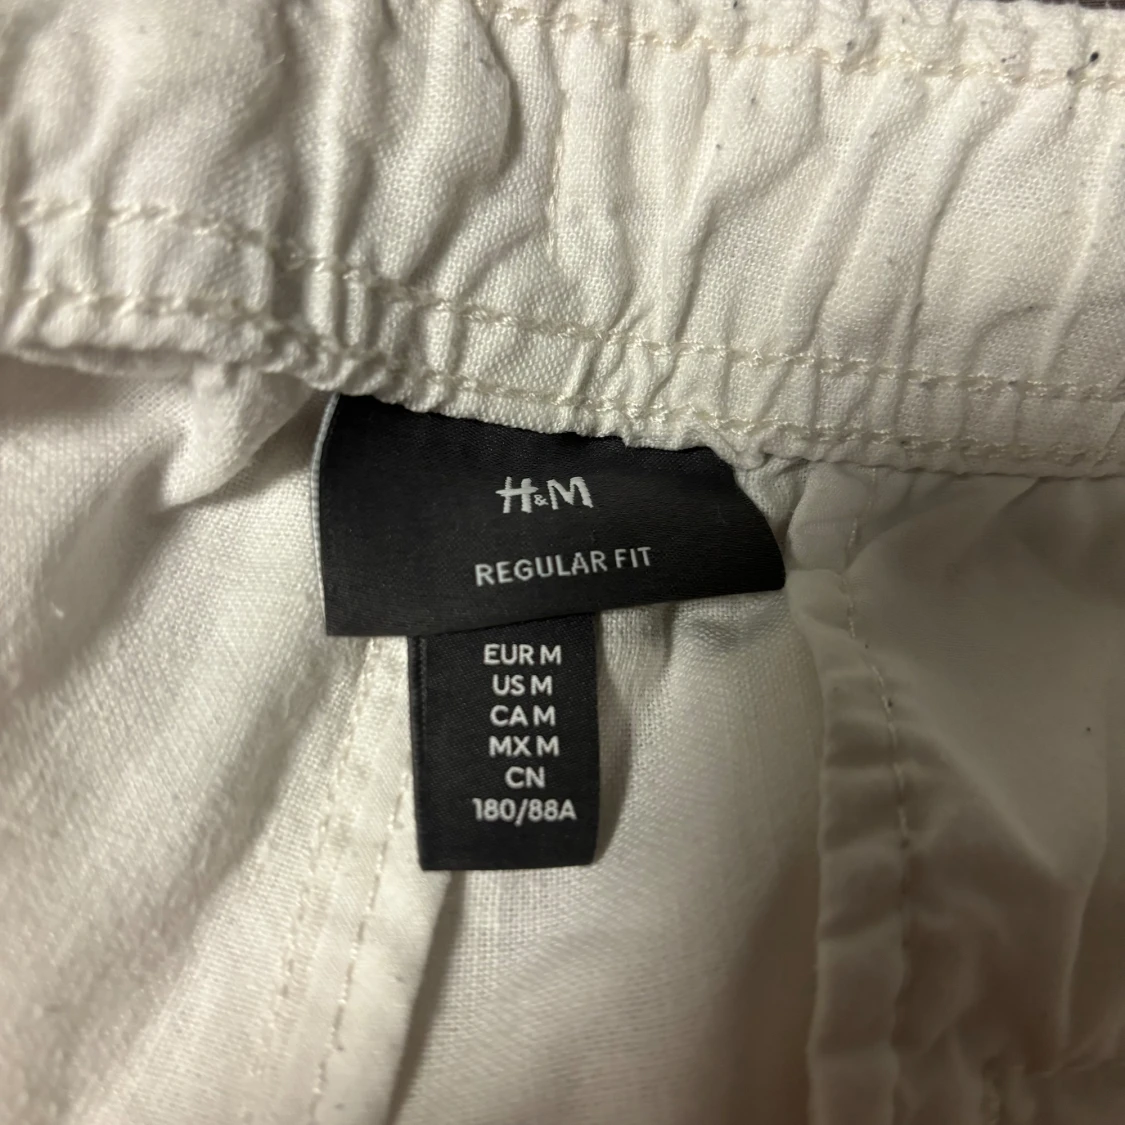 H&M
REGULAR FIT
EUR M
US M
CA M
MX M
CN
180/88A